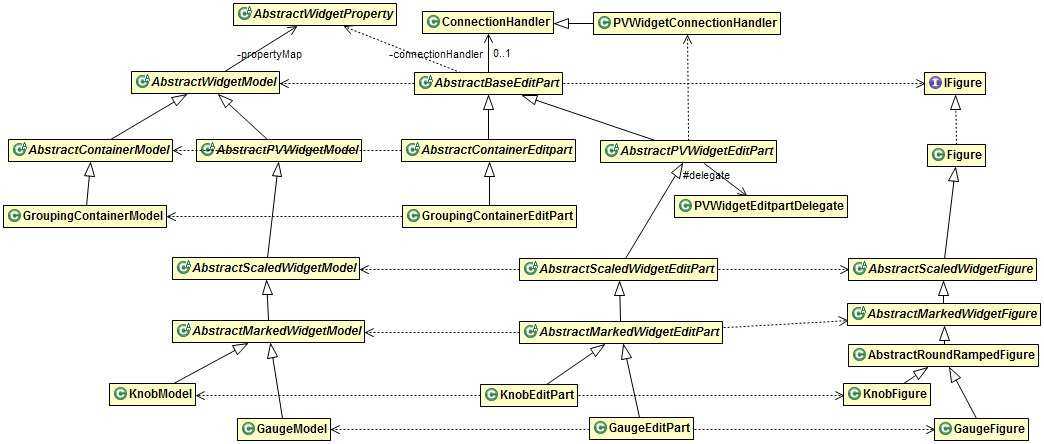 AbstractWidgetProperty
ConnectionHandler
PVWidgetConnectionHandler
-propertyMap
-connectionHandler
0..1
AbstractWidgetModel
AbstractBaseEditPart
IFigure
AbstractContainerModel
AbstractPVWidgetModel
AbstractContainerEditpart
AbstractPVWidgetEditPart
Figure
#delegate
GroupingContainerModel
GroupingContainerEditPart
PVWidgetEditpartDelegate
AbstractScaledWidgetModel
AbstractScaledWidgetEditPart
AbstractScaledWidgetFigure
AbstractMarkedWidgetModel
AbstractMarkedWidgetEditPart
AbstractMarkedWidgetFigure
AbstractRoundRampedFigure
KnobModel
KnobEditPart
KnobFigure
GaugeModel
GaugeEditPart
GaugeFigure